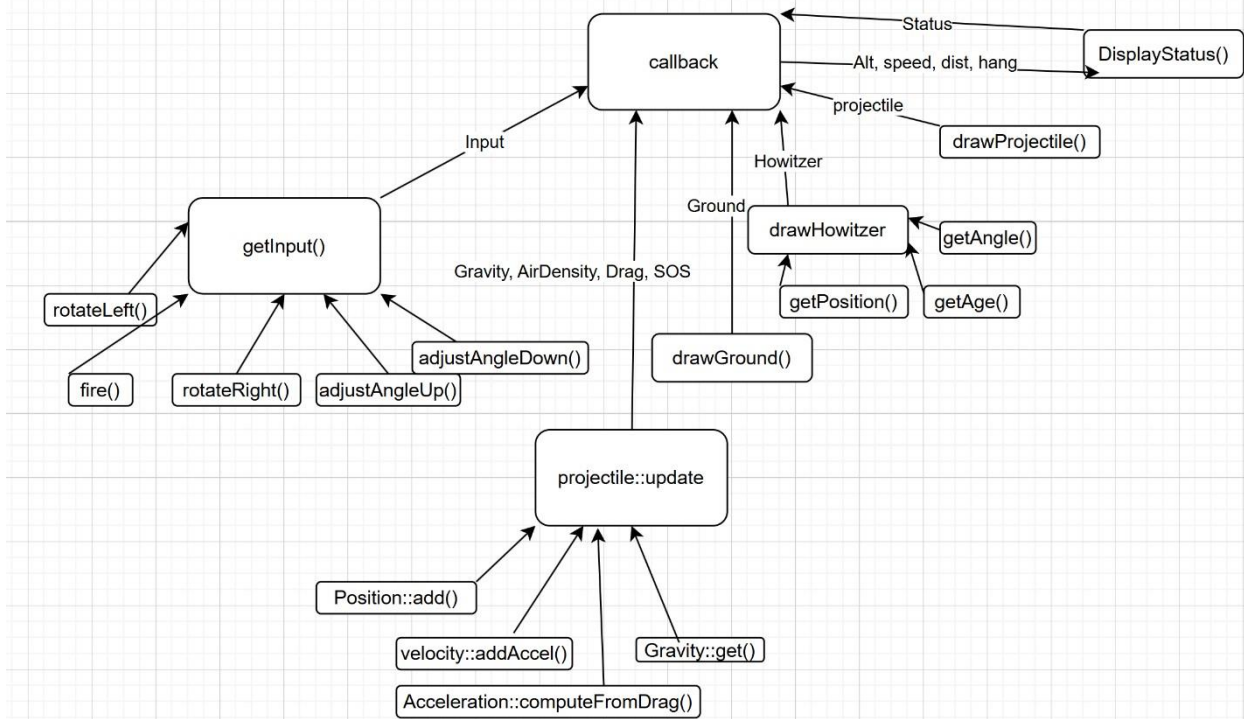 Status
callback
DisplayStatus()
Alt, speed, dist, hang
projectile
Input
drawProjectile()
Howitzer
Ground
drawHowitzer
getAngle()
getInput()
Gravity, AirDensity, Drag, SOS
getPosition()
getAge()
rotateLeft()
drawGround()
adjustAngleDown()
fire()
rotateRight()
adjustAngleUp()
projectile::update
Position::add()
velocity::addAccel()
Gravity::get()
Acceleration::computeFromDrag()